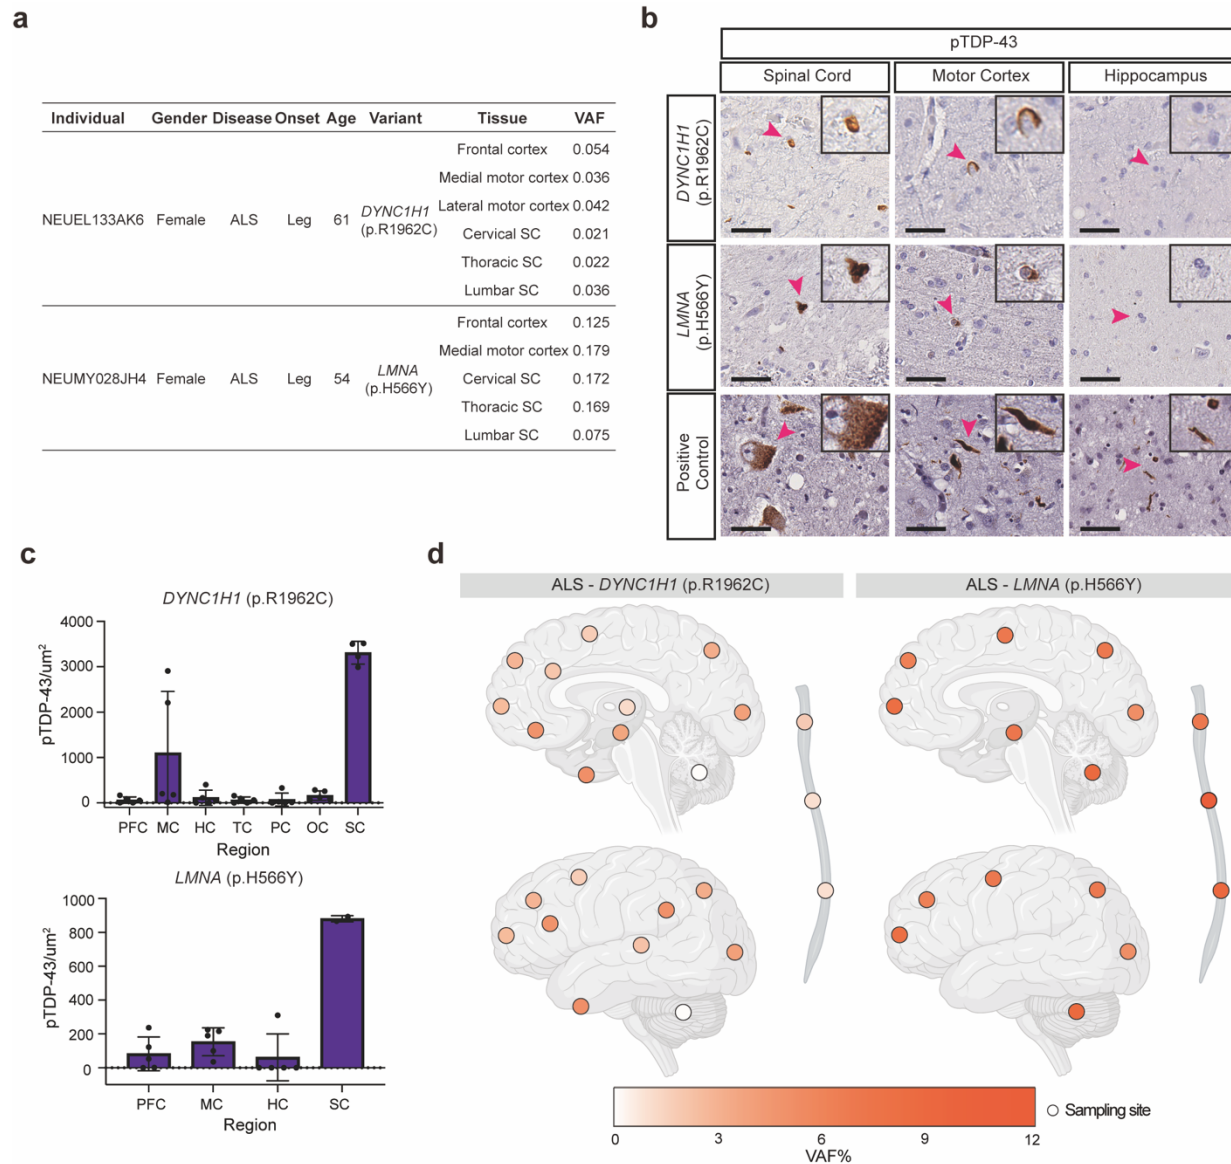 a
Individual Gender Disease Onset Age Variant Tissue VAF
NEUEL133AK6 Female ALS Leg 61 DYNC1H1 (p.R1962C)
Frontal cortex 0.054
Medial motor cortex 0.036
Lateral motor cortex 0.042
Cervical SC 0.021
Thoracic SC 0.022
Lumbar SC 0.036
NEUMY028JH4 Female ALS Leg 54 LMNA (p.H566Y)
Frontal cortex 0.125
Medial motor cortex 0.179
Cervical SC 0.172
Thoracic SC 0.169
Lumbar SC 0.075
b
pTDP-43
Spinal Cord Motor Cortex Hippocampus
DYNC1H1
(p.R1962C)
LMNA
(p.H566Y)
Positive
Control
c
DYNC1H1 (p.R1962C)
pTDP-43/um²
4000
3000
2000
1000
0
PFC MC HC TC PC OC SC
Region
LMNA (p.H566Y)
pTDP-43/um²
1000
800
600
400
200
0
PFC MC HC SC
Region
d
ALS - DYNC1H1 (p.R1962C)
ALS - LMNA (p.H566Y)
0 3 6 9 12
VAF%
Sampling site